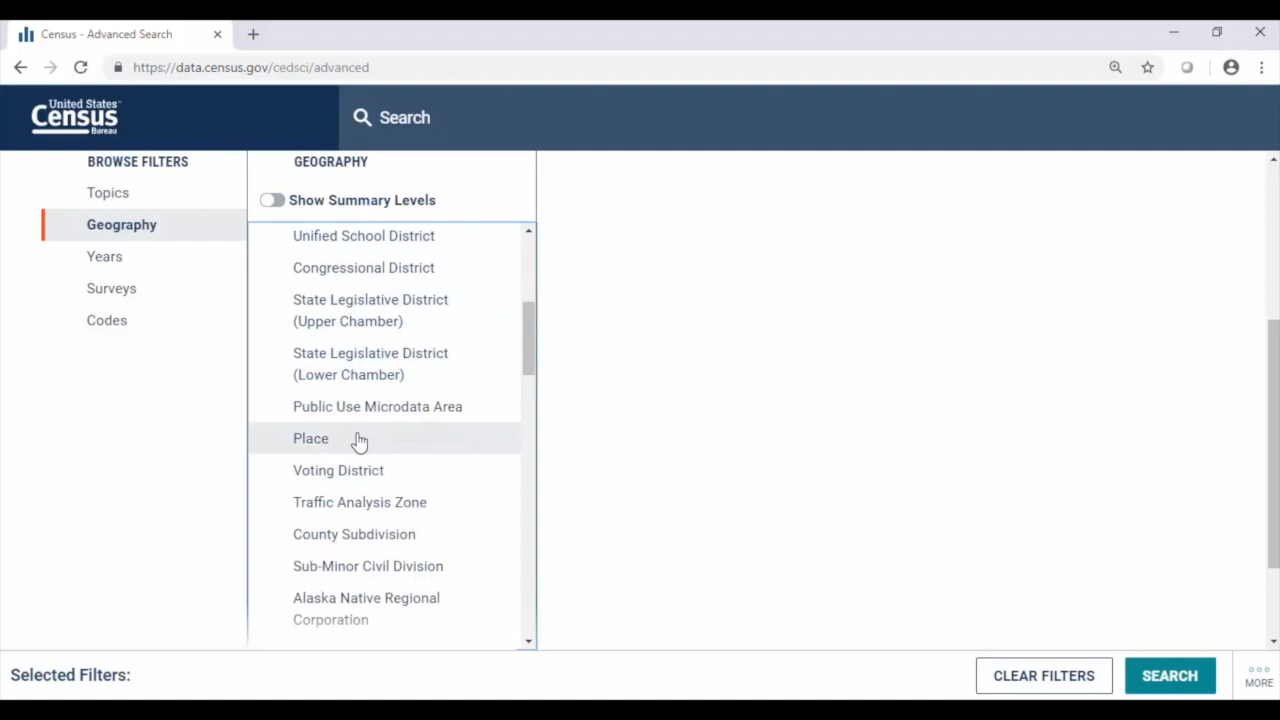 Census - Advanced Search
https://data.census.gov/cedsci/advanced
United States™
Census
Bureau
Search
BROWSE FILTERS
Topics
Geography
Years
Surveys
Codes
GEOGRAPHY
Show Summary Levels
Unified School District
Congressional District
State Legislative District
(Upper Chamber)
State Legislative District
(Lower Chamber)
Public Use Microdata Area
Place
Voting District
Traffic Analysis Zone
County Subdivision
Sub-Minor Civil Division
Alaska Native Regional
Corporation
Selected Filters:
CLEAR FILTERS
SEARCH
MORE